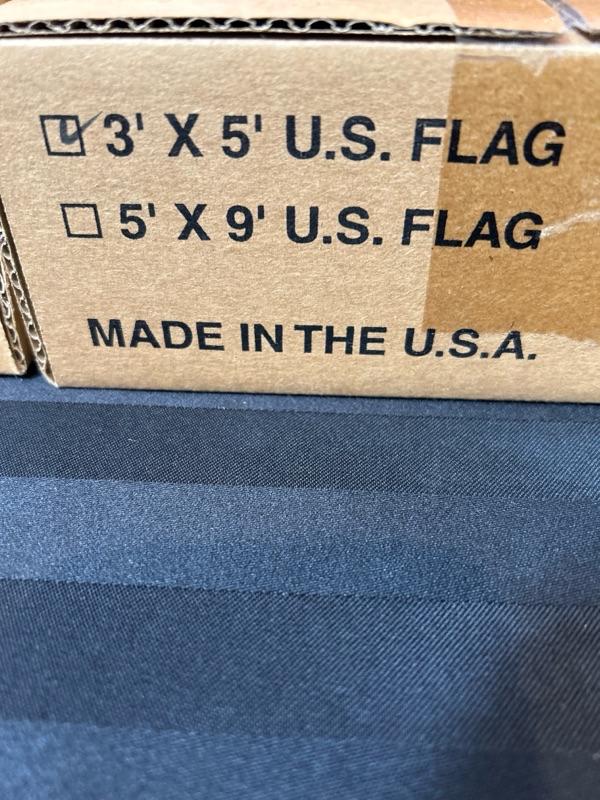 3' X 5' U.S. FLAG
5' X 9' U.S. FLAG
MADE IN THE U.S.A.